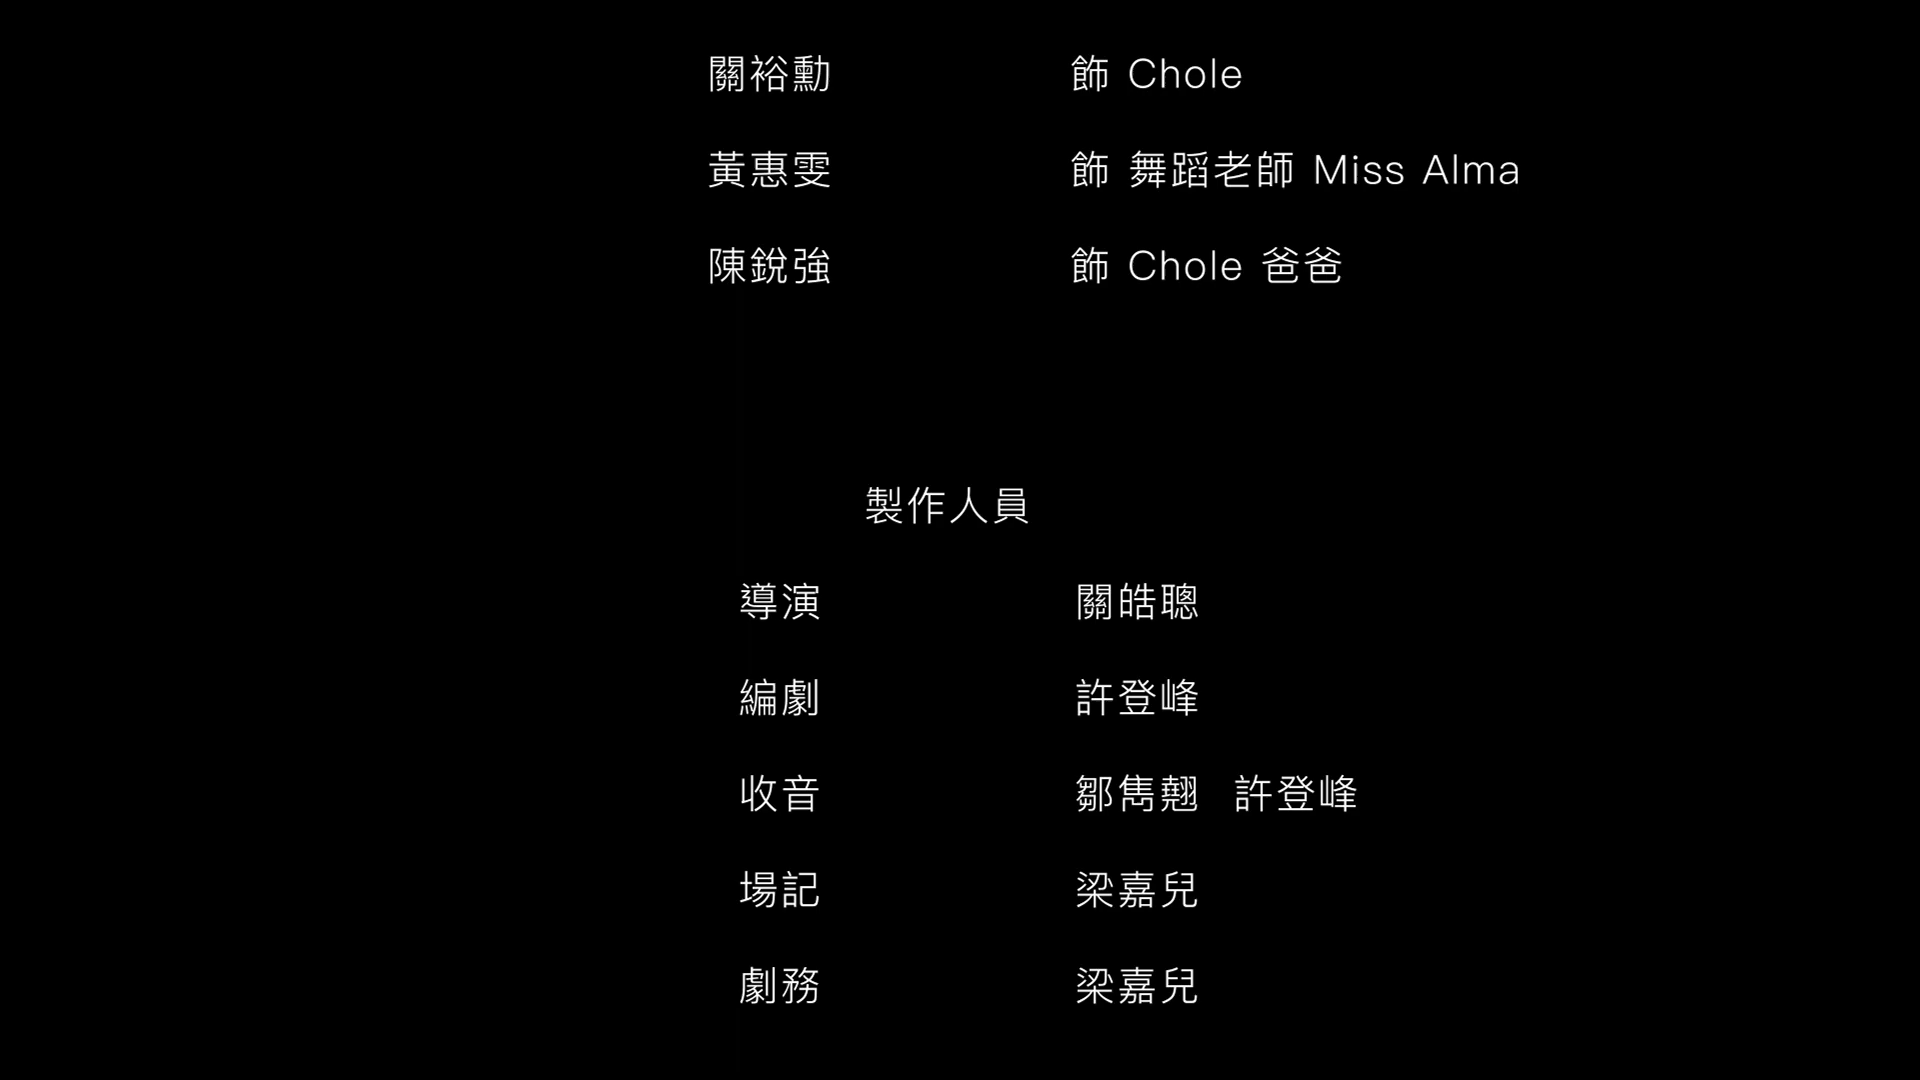 關裕勳 飾 Chole
黃惠雯 飾 舞蹈老師 Miss Alma
陳銳強 飾 Chole 爸爸
製作人員
導演 關皓聰
編劇 許登峰
收音 鄒雋翹 許登峰
場記 梁嘉兒
劇務 梁嘉兒